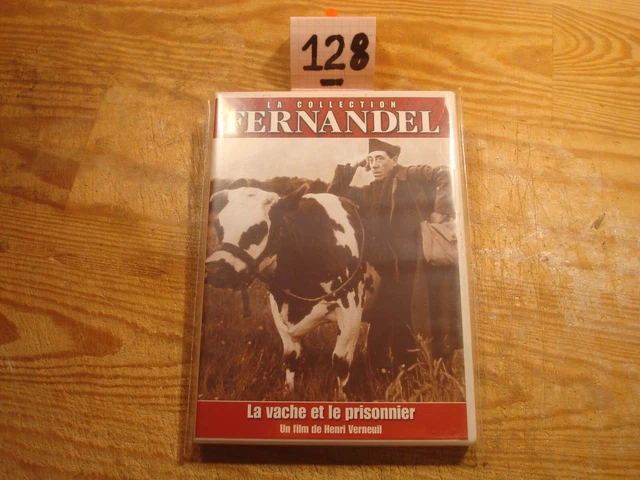 128
LA COLLECTION
FERNANDEL
La vache et le prisonnier
Un film de Henri Verneuil